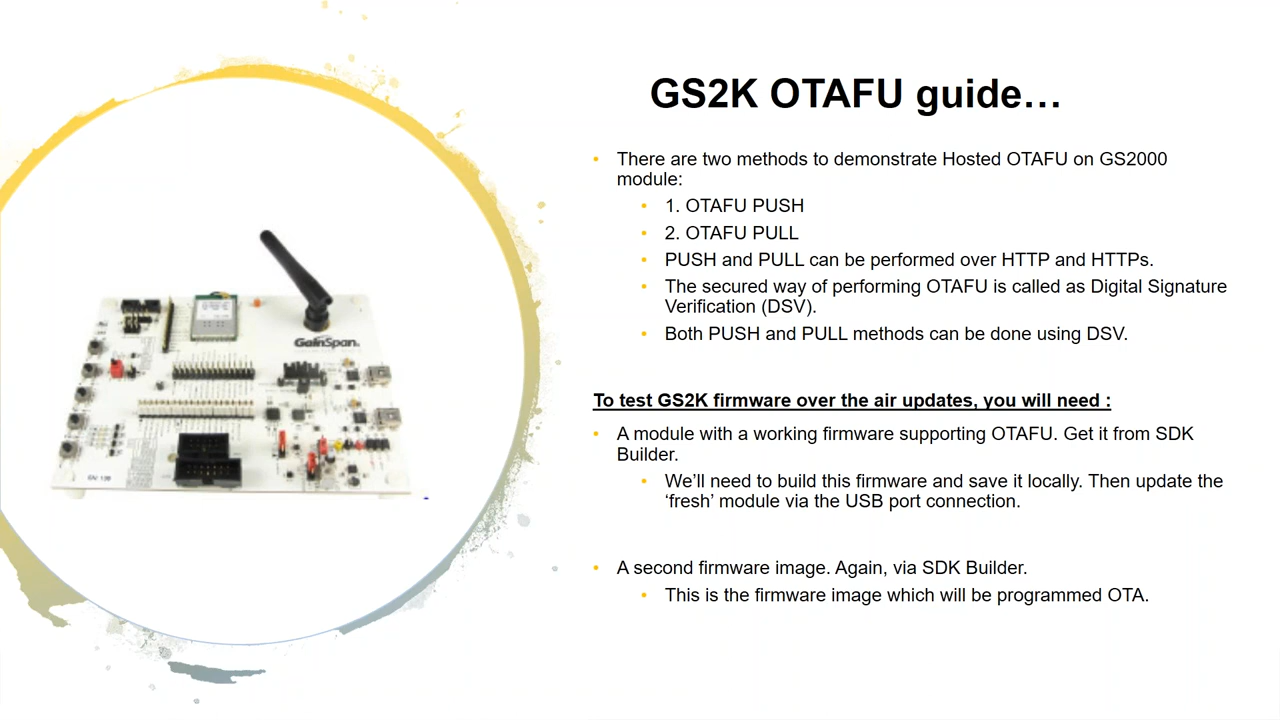 GS2K OTAFU guide…
• There are two methods to demonstrate Hosted OTAFU on GS2000
module:
• 1. OTAFU PUSH
• 2. OTAFU PULL
• PUSH and PULL can be performed over HTTP and HTTPs.
• The secured way of performing OTAFU is called as Digital Signature
Verification (DSV).
• Both PUSH and PULL methods can be done using DSV.
To test GS2K firmware over the air updates, you will need :
• A module with a working firmware supporting OTAFU. Get it from SDK
Builder.
• We’ll need to build this firmware and save it locally. Then update the
‘fresh’ module via the USB port connection.
• A second firmware image. Again, via SDK Builder.
• This is the firmware image which will be programmed OTA.
GainSpan